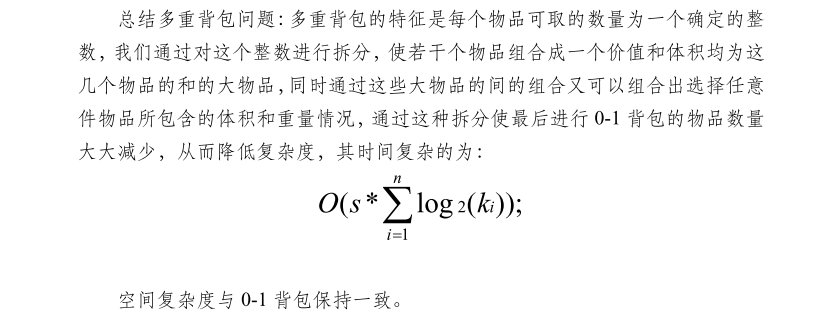 总结多重背包问题：多重背包的特征是每个物品可取的数量为一个确定的整
数，我们通过对这个整数进行拆分，使若干个物品组合成一个价值和体积均为这
几个物品的和的大物品，同时通过这些大物品的间的组合又可以组合出选择任意
件物品所包含的体积和重量情况，通过这种拆分使最后进行 0-1 背包的物品数量
大大减少，从而降低复杂度，其时间复杂的为：
O(s*∑_{i=1}^{n} log₂(kᵢ));
空间复杂度与 0-1 背包保持一致。